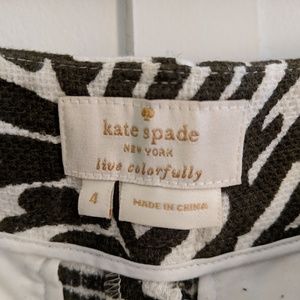 kate spade
NEW YORK
live colorfully
4
MADE IN CHINA